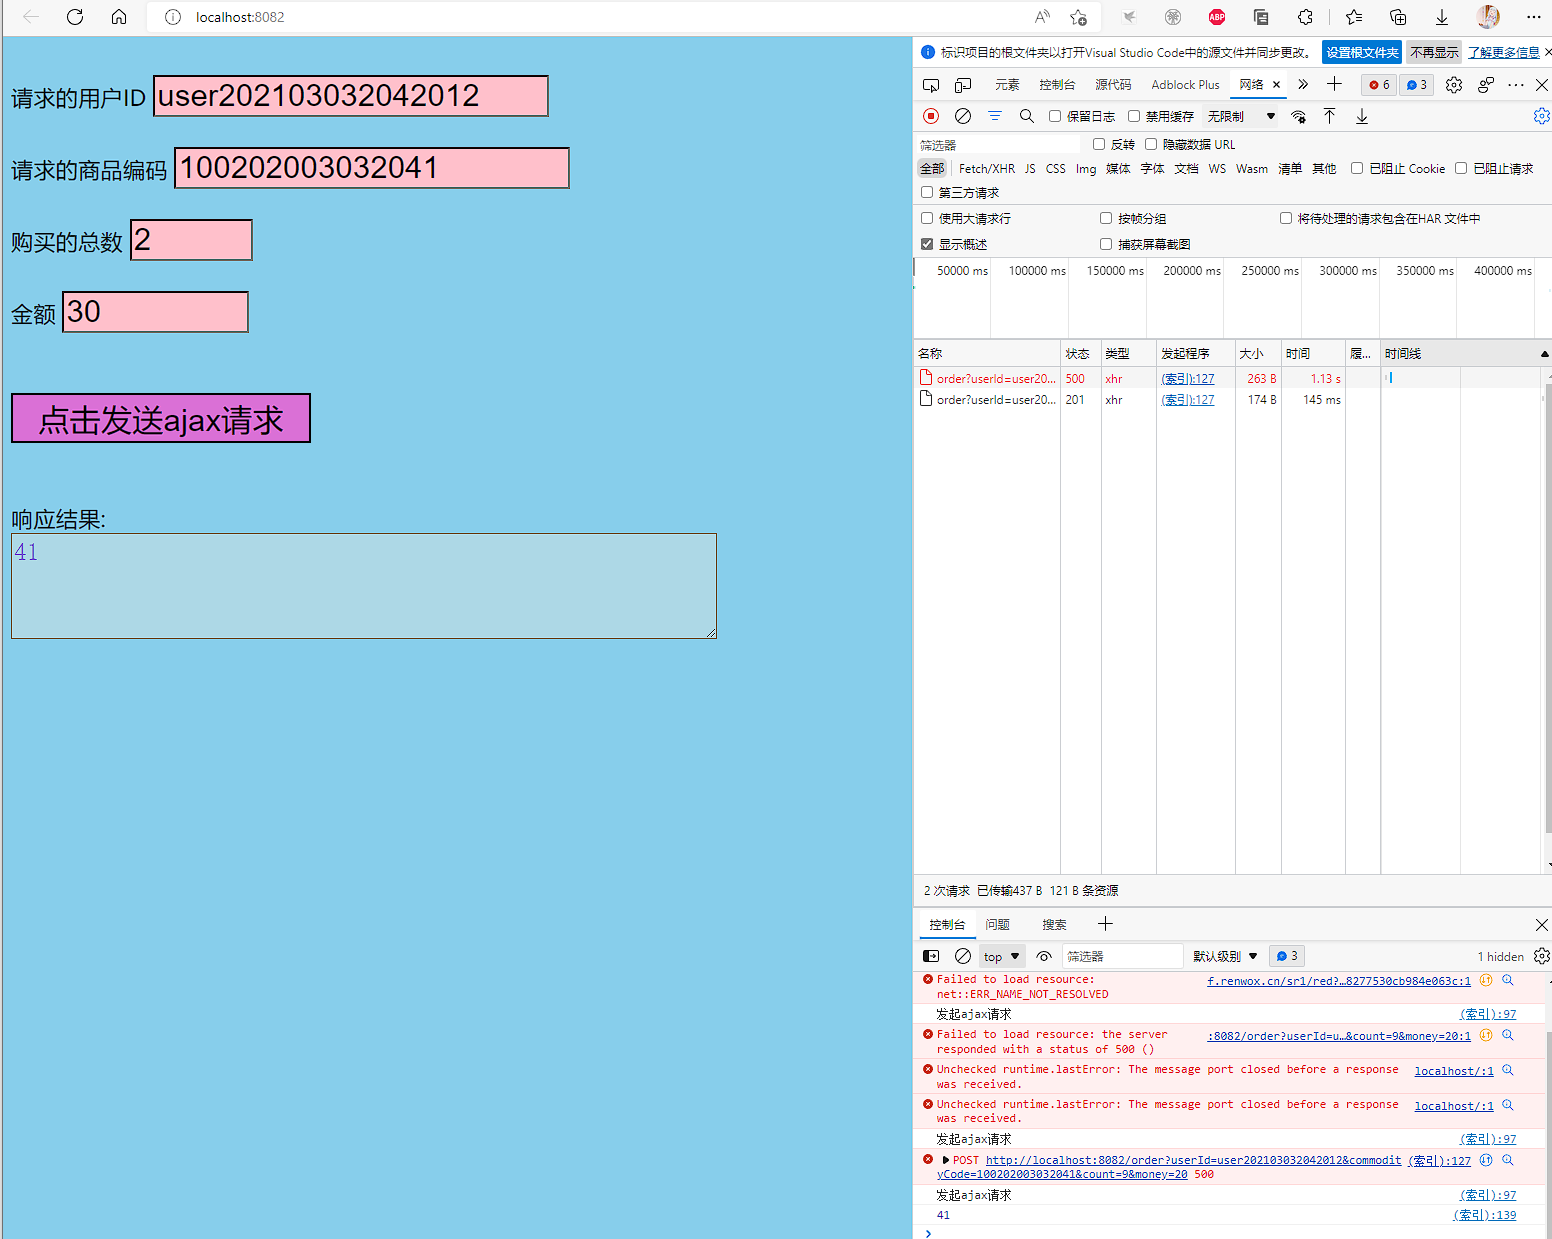 localhost:8082
请求的用户ID user202103032042012
请求的商品编码 100202003032041
购买的总数 2
金额 30
点击发送ajax请求
响应结果:
41
标识项目的根文件夹以打开Visual Studio Code中的源文件并同步更改。 设置根文件夹 不再显示 了解更多信息
元素 控制台 源代码 Adblock Plus 网络 6 3
保留日志 禁用缓存 无限制
筛选器 反转 隐藏数据 URL
全部 Fetch/XHR JS CSS Img 媒体 字体 文档 WS Wasm 清单 其他 已阻止 Cookie 已阻止请求
第三方请求
使用大请求行 按帧分组 将待处理的请求包含在HAR 文件中
显示概述 捕获屏幕截图
50000 ms 100000 ms 150000 ms 200000 ms 250000 ms 300000 ms 350000 ms 400000 ms
名称 状态 类型 发起程序 大小 时间 履... 时间线
order?userId=user20... 500 xhr (索引):127 263 B 1.13 s
order?userId=user20... 201 xhr (索引):127 174 B 145 ms
2 次请求 已传输437 B 121 B 条资源
控制台 问题 搜索
top 筛选器 默认级别 3 1 hidden
Failed to load resource: f.renwox.cn/sr1/red?…8277530cb984e063c:1
net::ERR_NAME_NOT_RESOLVED
发起ajax请求 (索引):97
Failed to load resource: the server :8082/order?userId=u…&count=9&money=20:1
responded with a status of 500 ()
Unchecked runtime.lastError: The message port closed before a response localhost/:1
was received.
Unchecked runtime.lastError: The message port closed before a response localhost/:1
was received.
发起ajax请求 (索引):97
POST http://localhost:8082/order?userId=user202103032042012&commodit (索引):127
yCode=100202003032041&count=9&money=20 500
发起ajax请求 (索引):97
41 (索引):139